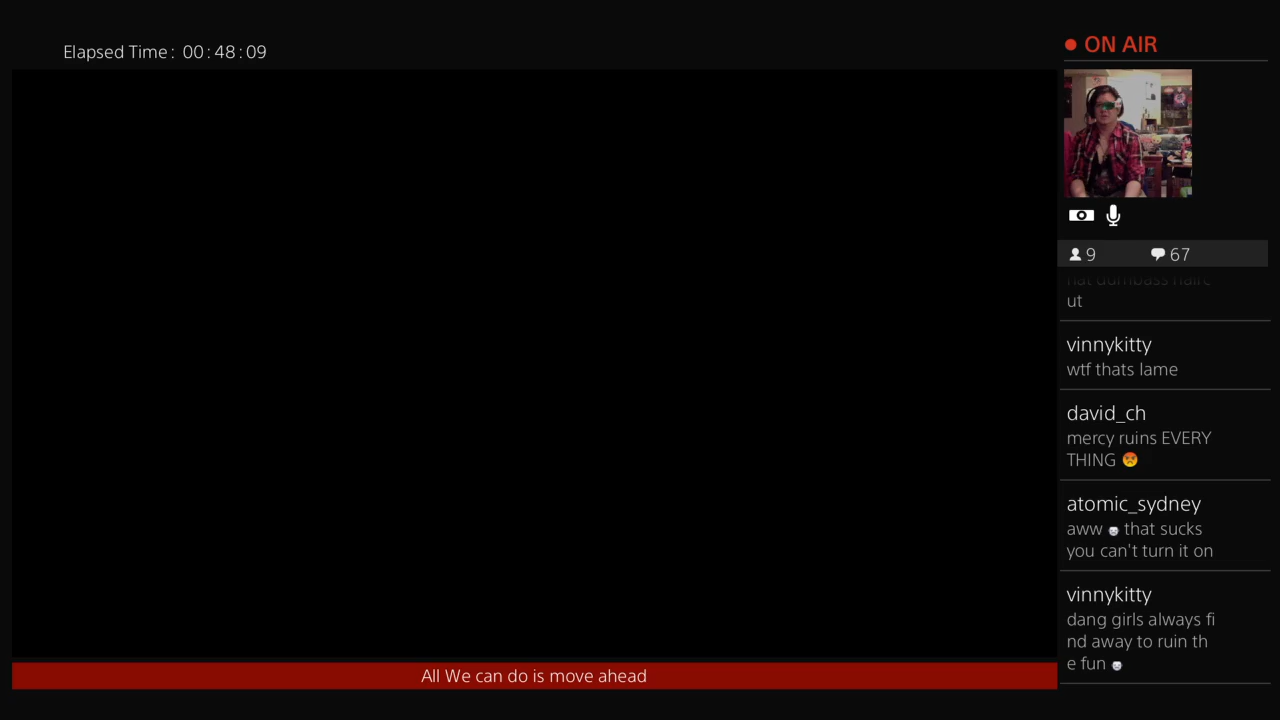 Elapsed Time: 00:48:09
ON AIR
9 67
ut
vinnykitty
wtf thats lame
david_ch
mercy ruins EVERY
THING
atomic_sydney
aww that sucks
you can't turn it on
vinnykitty
dang girls always fi
nd away to ruin th
e fun
All We can do is move ahead